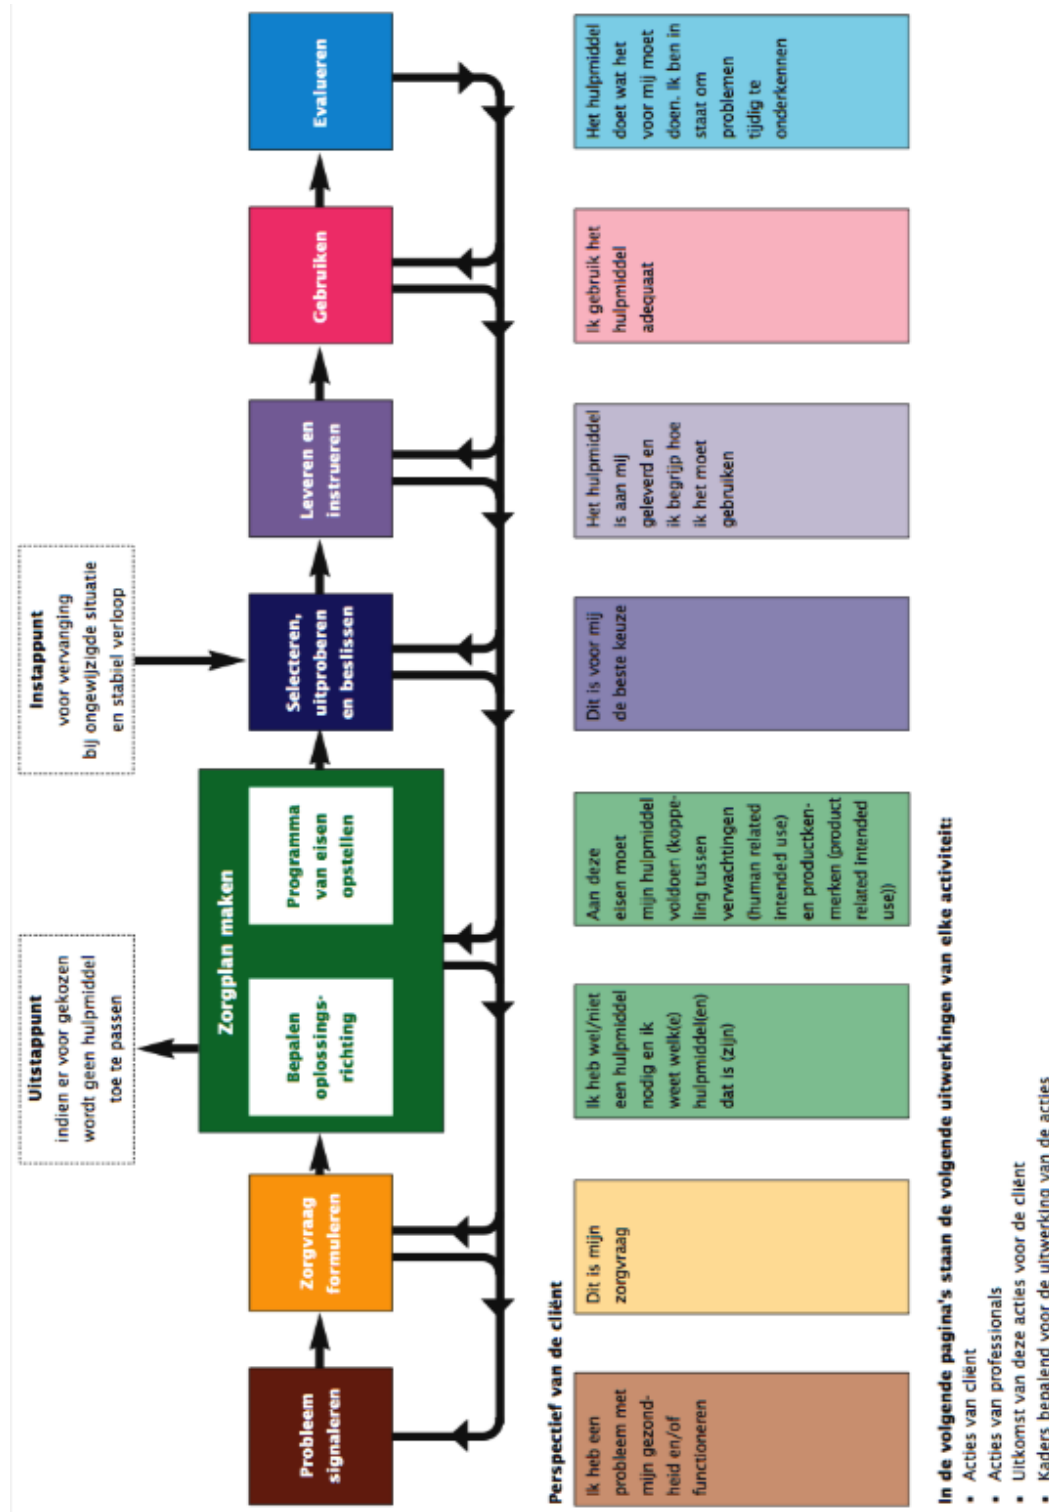 Uitstappunt
indien er voor gekozen
wordt geen hulpmiddel
toe te passen
Instappunt
voor vervanging
bij ongewijzigde situatie
en stabiel verloop
Probleem
signaleren
Zorgvraag
formuleren
Zorgplan maken
Bepalen
oplossings-
richting
Programma
van eisen
opstellen
Selecteren,
uitproberen
en beslissen
Leveren en
instrueren
Gebruiken
Evalueren
Perspectief van de cliënt
Ik heb een
probleem met
mijn gezond-
heid en/of
functioneren
Dit is mijn
zorgvraag
Ik heb wel/niet
een hulpmiddel
nodig en ik
weet welk(e)
hulpmiddel(en)
dat is (zijn)
Aan deze
eisen moet
mijn hulpmiddel
voldoen (koppe-
ling tussen
verwachtingen
(human related
intended use)
en productken-
merken (product
related intended
use))
Dit is voor mij
de beste keuze
Het hulpmiddel
is aan mij
geleverd en
ik begrijp hoe
ik het moet
gebruiken
Ik gebruik het
hulpmiddel
adequaat
Het hulpmiddel
doet wat het
voor mij moet
doen. Ik ben in
staat om
problemen
tijdig te
onderkennen
In de volgende pagina's staan de volgende uitwerkingen van elke activiteit:
• Acties van cliënt
• Acties van professionals
• Uitkomst van deze acties voor de cliënt
• Kaders bepalend voor de uitwerking van de acties